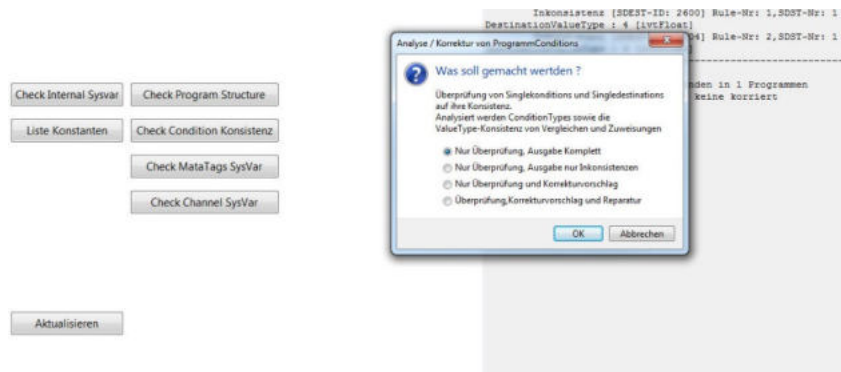 Inkonsistenz [SDEST-ID: 2600] Rule-Nr: 1,SDST-Nr: 1
DestinationValueType : 4 [ivtFloat]
04] Rule-Nr: 2,SDST-Nr: 1
nden in 1 Programmen
keine korriert
Check Internal Sysvar
Check Program Structure
Liste Konstanten
Check Condition Konsistenz
Check MataTags SysVar
Check Channel SysVar
Aktualisieren
Analyse / Korrektur von ProgrammConditions
Was soll gemacht wertden ?
Überprüfung von Singlekonditions und Singledestinations
auf ihre Konsistenz.
Analysiert werden ConditionTypes sowie die
ValueType-Konsistenz von Vergleichen und Zuweisungen
Nur Überprüfung, Ausgabe Komplett
Nur Überprüfung, Ausgabe nur Inkonsistenzen
Nur Überprüfung und Korrekturvorschlag
Überprüfung,Korrekturvorschlag und Reparatur
OK
Abbrechen